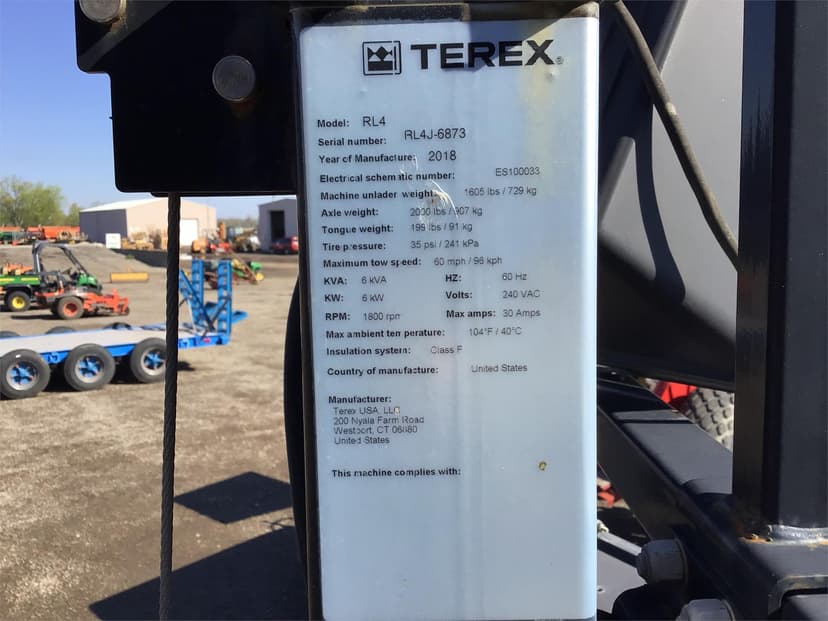 TEREX®
Model: RL4
Serial number: RL4J-6873
Year of Manufacture: 2018
Electrical schematic number: ES100033
Machine unlader weight: 1605 lbs / 729 kg
Axle weight: 2000 lbs / 907 kg
Tongue weight: 199 lbs / 91 kg
Tire pressure: 35 psi / 241 kPa
Maximum tow speed: 60 mph / 96 kph
KVA: 6 kVA HZ: 60 Hz
KW: 6 kW Volts: 240 VAC
RPM: 1800 rpm Max amps: 30 Amps
Max ambient temperature: 104°F / 40°C
Insulation system: Class F
Country of manufacture: United States
Manufacturer:
Terex USA, LLC
200 Nyala Farm Road
Westport, CT 06880
United States
This machine complies with: